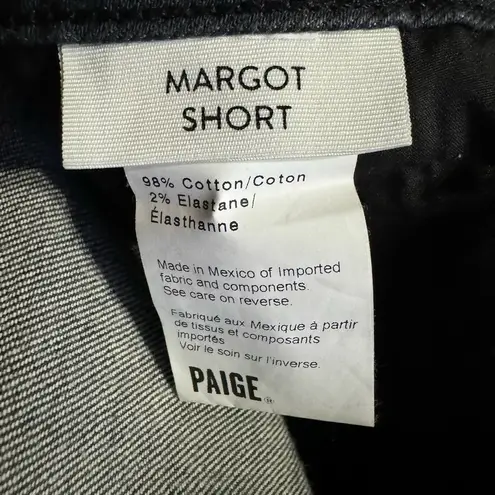 MARGOT
SHORT
98% Cotton/Coton
2% Elastane/
Élasthanne
Made in Mexico of Imported
fabric and components.
See care on reverse.
Fabriqué aux Mexique à partir
de tissus et composants
importés
Voir le soin sur l'inverse.
PAIGE®